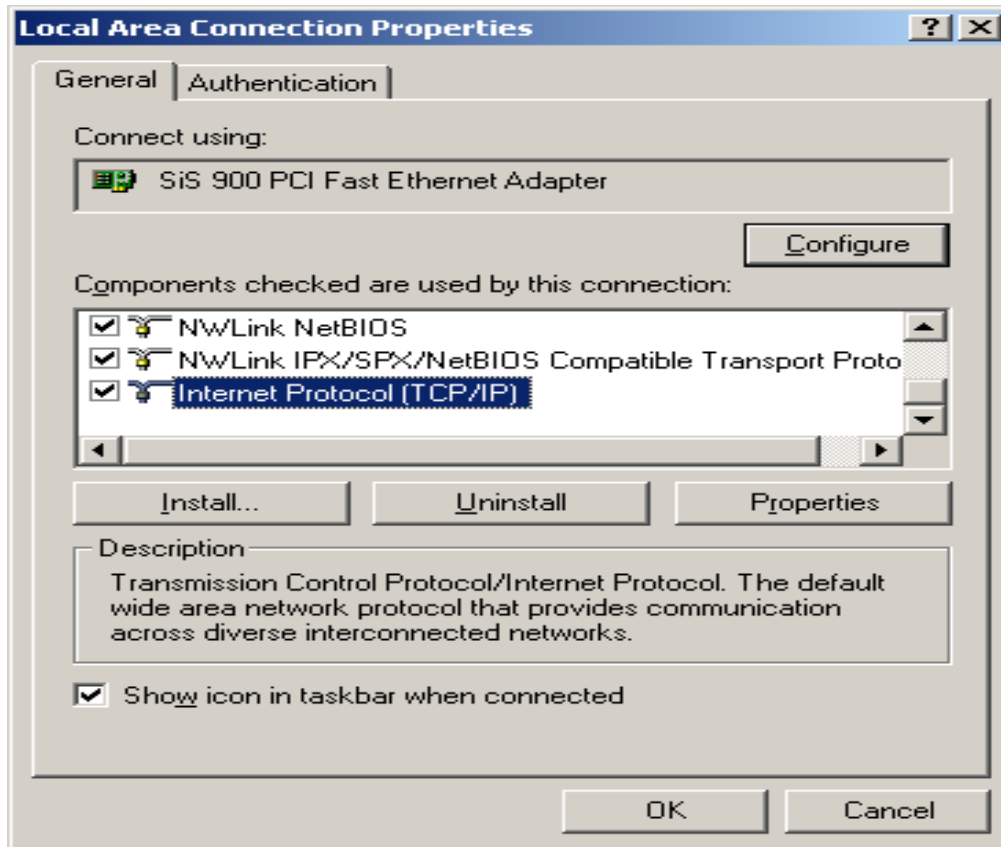 Local Area Connection Properties
General
Authentication
Connect using:
SiS 900 PCI Fast Ethernet Adapter
Configure
Components checked are used by this connection:
NWLink NetBIOS
NWLink IPX/SPX/NetBIOS Compatible Transport Proto
Internet Protocol (TCP/IP)
Install...
Uninstall
Properties
Description
Transmission Control Protocol/Internet Protocol. The default
wide area network protocol that provides communication
across diverse interconnected networks.
Show icon in taskbar when connected
OK
Cancel